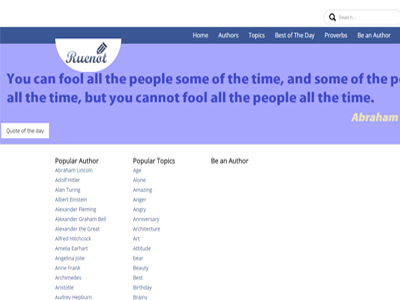 Search...
Home Authors Topics Best of The Day Proverbs Be an Author
Ruenot
You can fool all the people some of the time, and some of the p
all the time, but you cannot fool all the people all the time.
Abraham
Quote of the day
Popular Author Popular Topics Be an Author
Abraham Lincoln Age
Adolf Hitler Alone
Alan Turing Amazing
Albert Einstein Anger
Alexander Fleming Angry
Alexander Graham Bell Anniversary
Alexander the Great Architecture
Alfred Hitchcock Art
Amelia Earhart Attitude
Angelina Jolie bear
Anne Frank Beauty
Archimedes Best
Aristotle Birthday
Audrey Hepburn Brainy